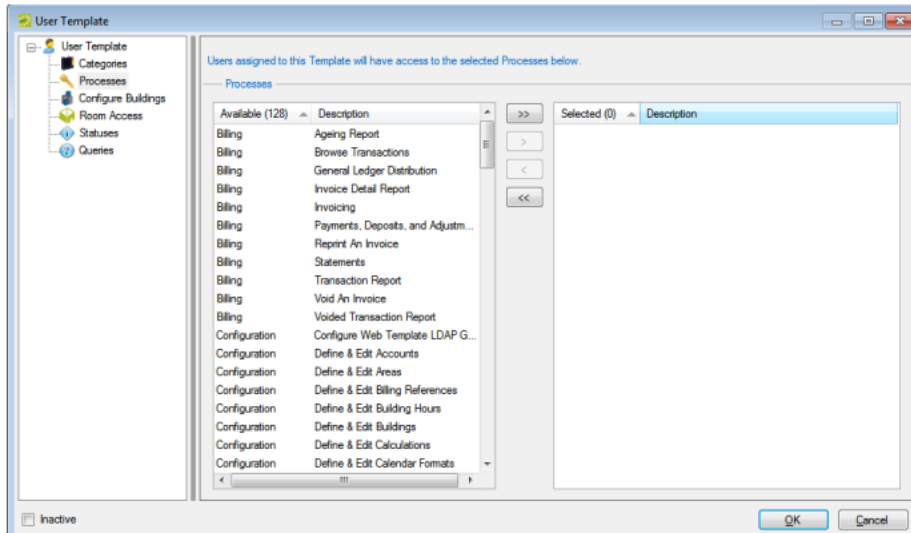 User Template
User Template
Categories
Processes
Configure Buildings
Room Access
Statuses
Queries
Users assigned to this Template will have access to the selected Processes below.
Processes
Available (128) Description
Billing Ageing Report
Billing Browse Transactions
Billing General Ledger Distribution
Billing Invoice Detail Report
Billing Invoicing
Billing Payments, Deposits, and Adjustm...
Billing Reprint An Invoice
Billing Statements
Billing Transaction Report
Billing Void An Invoice
Billing Voided Transaction Report
Configuration Configure Web Template LDAP G...
Configuration Define & Edit Accounts
Configuration Define & Edit Areas
Configuration Define & Edit Billing References
Configuration Define & Edit Building Hours
Configuration Define & Edit Buildings
Configuration Define & Edit Calculations
Configuration Define & Edit Calendar Formats
>>
>
<
<<
Selected (0) Description
Inactive
OK Cancel